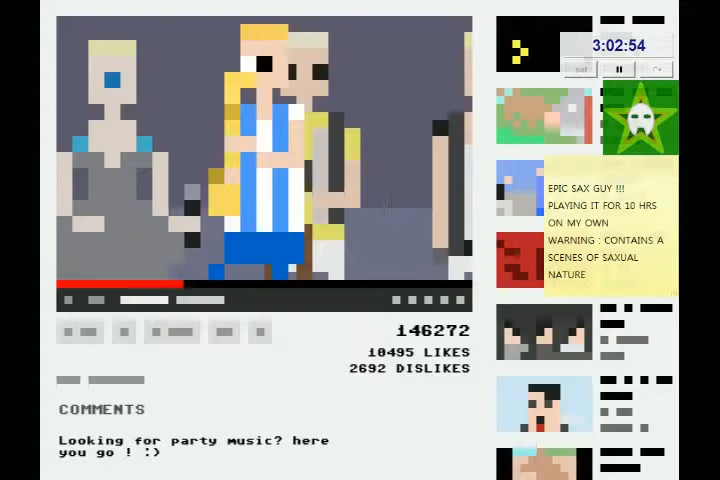 3:02:54
set
EPIC SAX GUY !!!
PLAYING IT FOR 10 HRS
ON MY OWN
WARNING : CONTAINS A
SCENES OF SAXUAL
NATURE
146272
10495 LIKES
2692 DISLIKES
COMMENTS
Looking for party music? here
you go ! :)